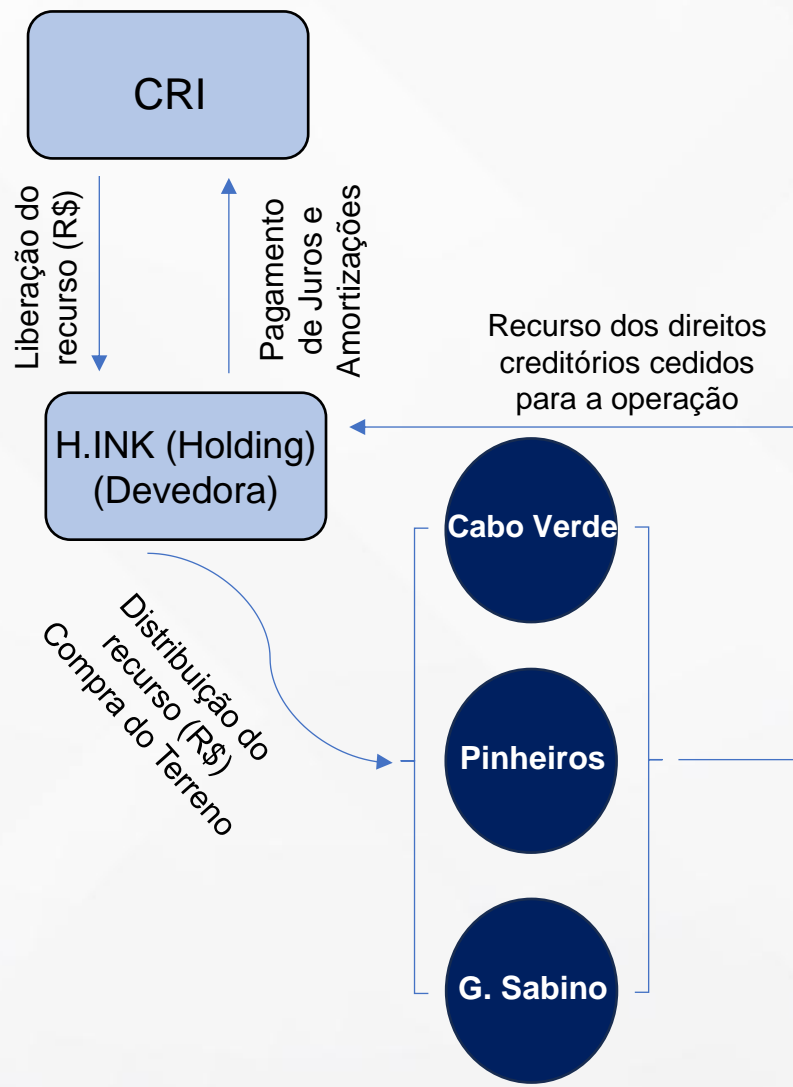 CRI
Liberação do
recurso (R$)
Pagamento
de Juros e
Amortizações
Recurso dos direitos
creditórios cedidos
para a operação
H.INK (Holding)
(Devedora)
Distribuição do
recurso (R$)
Compra do Terreno
Cabo Verde
Pinheiros
G. Sabino